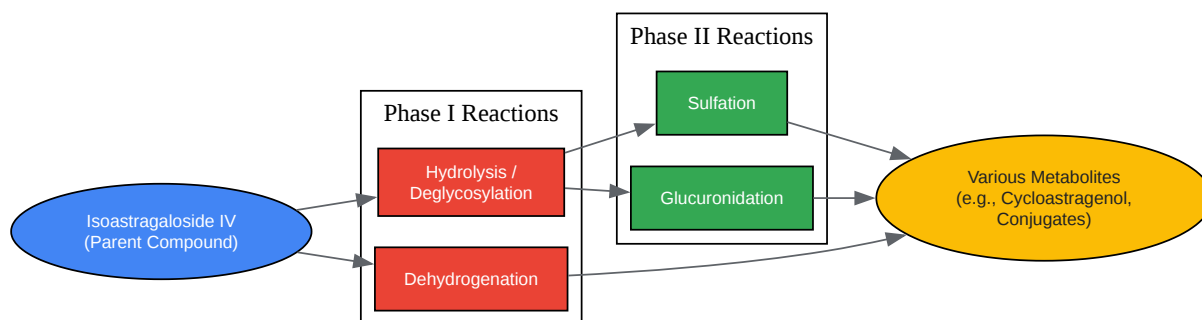 Phase II Reactions
Sulfation
Phase I Reactions
Hydrolysis /
Deglycosylation
Glucuronidation
Various Metabolites
(e.g., Cycloastragenol,
Conjugates)
Isoastragaloside IV
(Parent Compound)
Dehydrogenation